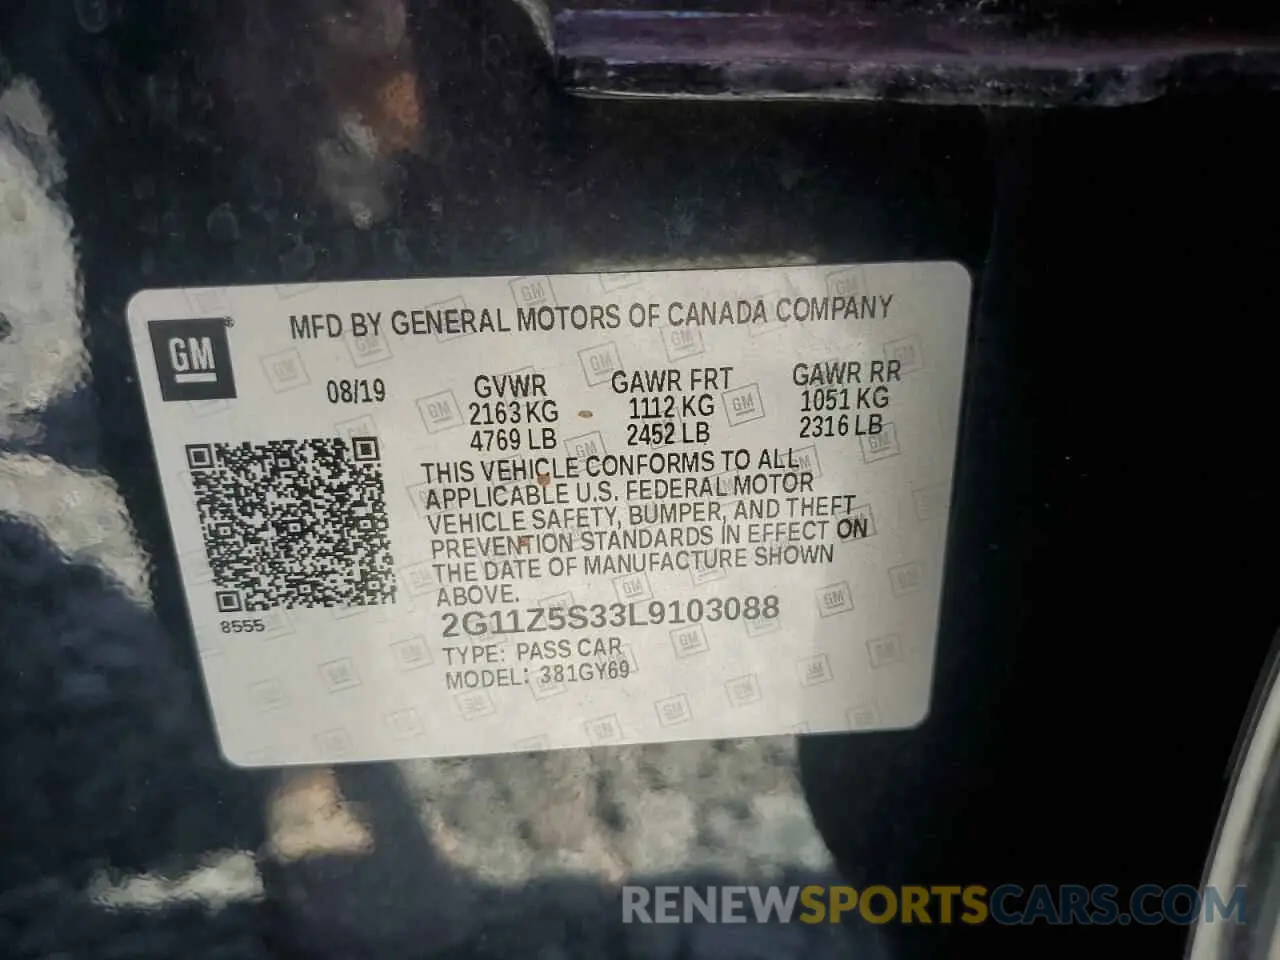 MFD BY GENERAL MOTORS OF CANADA COMPANY
GM®
08/19
GVWR
2163 KG
4769 LB
GAWR FRT
1112 KG
2452 LB
GAWR RR
1051 KG
2316 LB
THIS VEHICLE CONFORMS TO ALL
APPLICABLE U.S. FEDERAL MOTOR
VEHICLE SAFETY, BUMPER, AND THEFT
PREVENTION STANDARDS IN EFFECT ON
THE DATE OF MANUFACTURE SHOWN
ABOVE.
8555
2G11Z5S33L9103088
TYPE: PASS CAR
MODEL: 381GY69
RENEWSPORTSCARS.COM